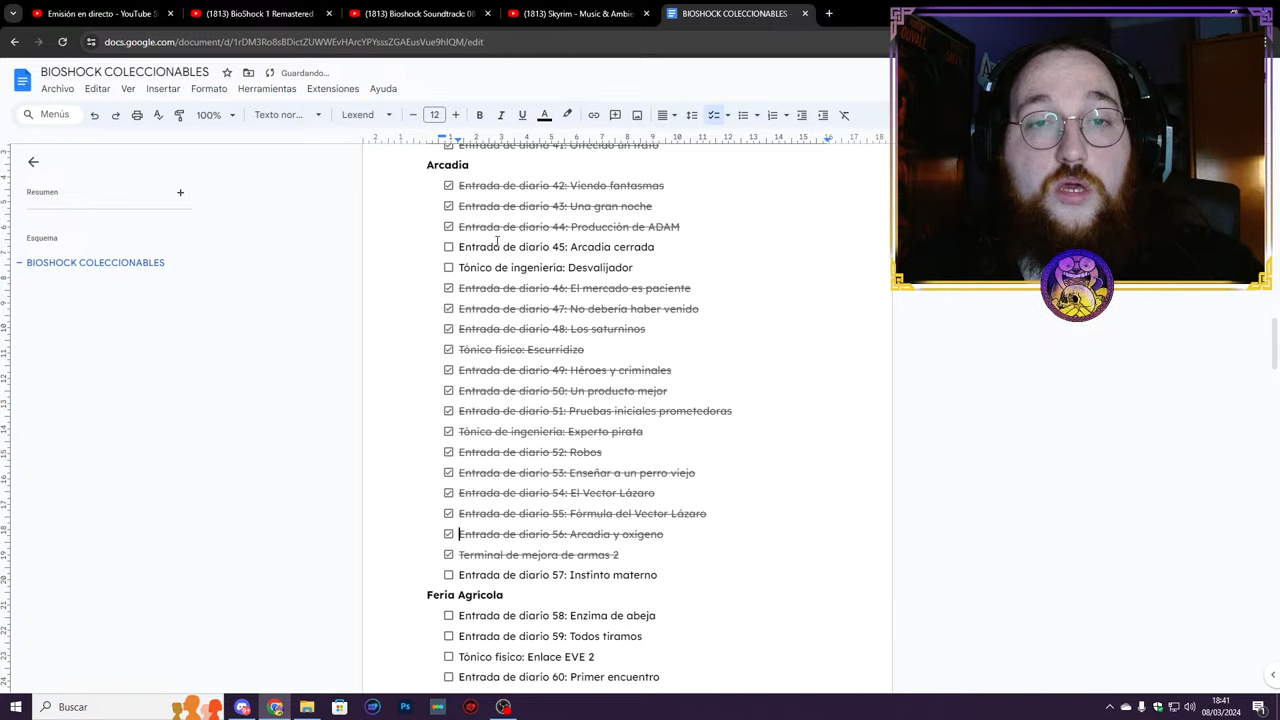 Emisión en directo - YouTube S
(1813) BioShock 1 Remastered
(1813) BioShock Soundtr
(1813) Skyrim - Music & Ambien
BIOSHOCK COLECCIONABLES
docs.google.com/document/d/1rDM3Ro8sBDictZUWWEvHArcYPYsssZGAEusVue9hIQM/edit
BIOSHOCK COLECCIONABLES
Guardando...
Archivo Editar Ver Insertar Formato Herramientas Extensiones Ayuda
Menús 100% Texto nor... Lexend 12
Resumen
Esquema
BIOSHOCK COLECCIONABLES
Entrada de diario 41: Ofrecido un trato
Arcadia
Entrada de diario 42: Viendo fantasmas
Entrada de diario 43: Una gran noche
Entrada de diario 44: Producción de ADAM
Entrada de diario 45: Arcadia cerrada
Tónico de ingeniería: Desvalijador
Entrada de diario 46: El mercado es paciente
Entrada de diario 47: No debería haber venido
Entrada de diario 48: Los saturninos
Tónico físico: Escurridizo
Entrada de diario 49: Héroes y criminales
Entrada de diario 50: Un producto mejor
Entrada de diario 51: Pruebas iniciales prometedoras
Tónico de ingeniería: Experto pirata
Entrada de diario 52: Robos
Entrada de diario 53: Enseñar a un perro viejo
Entrada de diario 54: El Vector Lázaro
Entrada de diario 55: Fórmula del Vector Lázaro
Entrada de diario 56: Arcadia y oxígeno
Terminal de mejora de armas 2
Entrada de diario 57: Instinto materno
Feria Agrícola
Entrada de diario 58: Enzima de abeja
Entrada de diario 59: Todos tiramos
Tónico físico: Enlace EVE 2
Entrada de diario 60: Primer encuentro
Buscar
18:41
08/03/2024